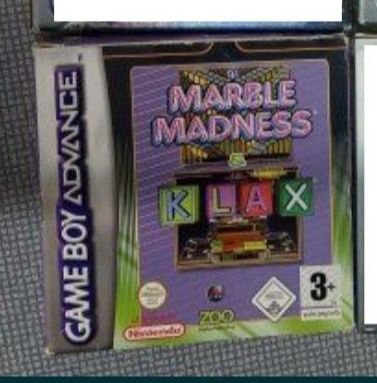 GAME BOY ADVANCE
MARBLE
MADNESS
&
KLAX
3+
Nintendo
ZOO